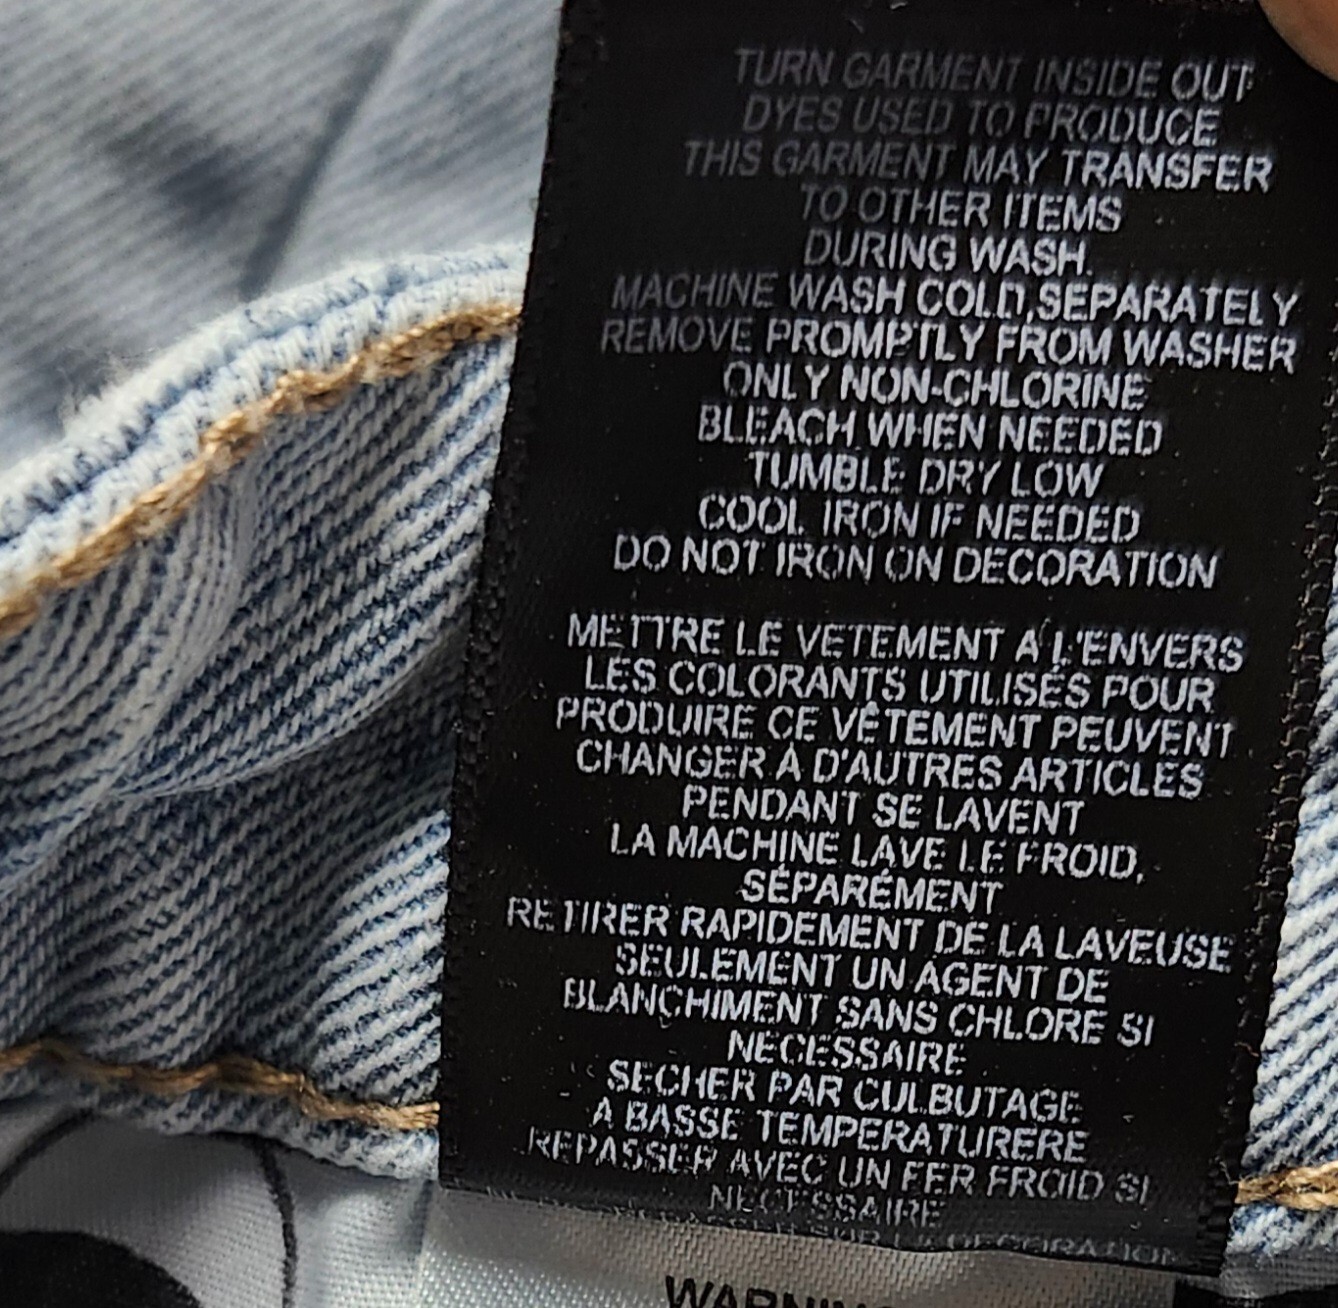 TURN GARMENT INSIDE OUT
DYES USED TO PRODUCE
THIS GARMENT MAY TRANSFER
TO OTHER ITEMS
DURING WASH.
MACHINE WASH COLD,SEPARATELY
REMOVE PROMPTLY FROM WASHER
ONLY NON-CHLORINE
BLEACH WHEN NEEDED
TUMBLE DRY LOW
COOL IRON IF NEEDED
DO NOT IRON ON DECORATION
METTRE LE VETEMENT A L'ENVERS
LES COLORANTS UTILISÉS POUR
PRODUIRE CE VÊTEMENT PEUVENT
CHANGER À D'AUTRES ARTICLES
PENDANT SE LAVENT
LA MACHINE LAVE LE FROID,
SÉPARÉMENT
RETIRER RAPIDEMENT DE LA LAVEUSE
SEULEMENT UN AGENT DE
BLANCHIMENT SANS CHLORE SI
NECESSAIRE
SECHER PAR CULBUTAGE
A BASSE TEMPERATURERE
REPASSER AVEC UN FER FROID SI
NECESSAIRE
SUR LA DECORATION
WARNING